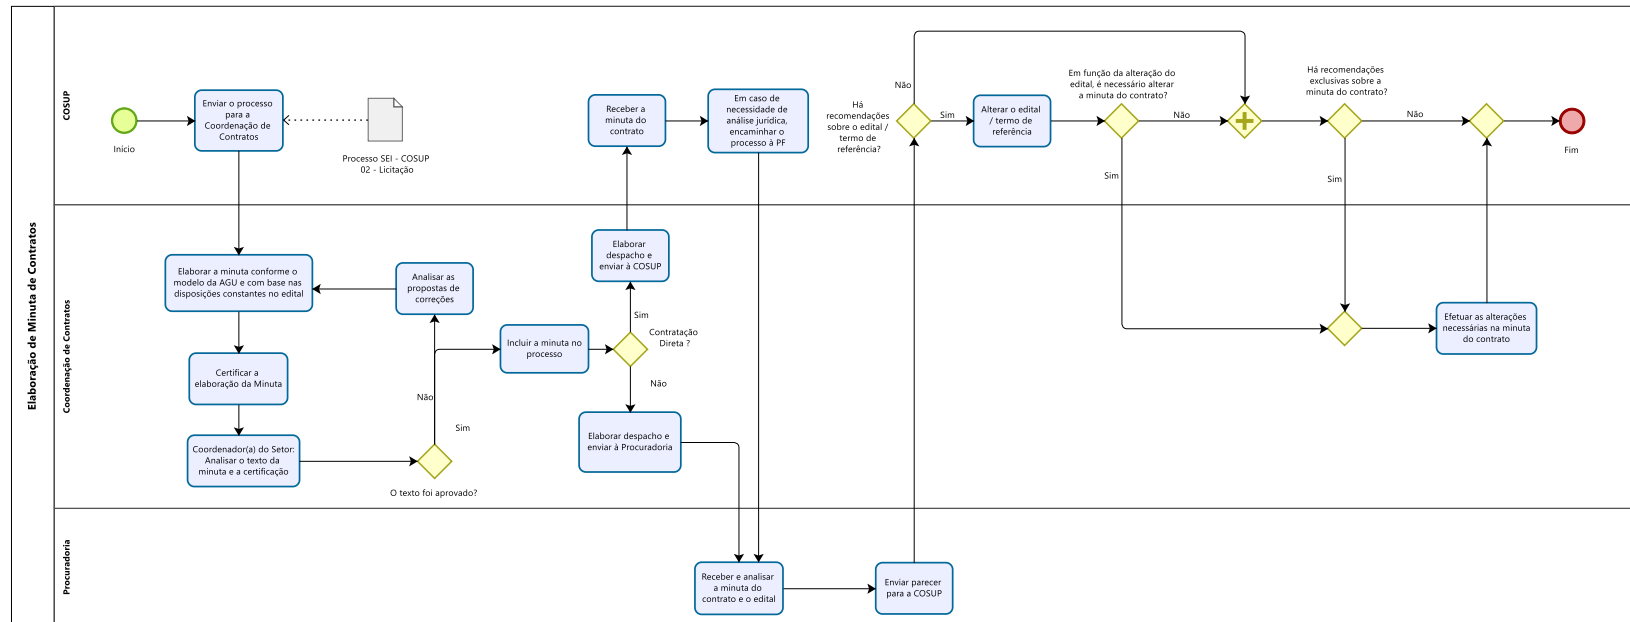 Elaboração de Minuta de Contratos
COSUP
Início
Enviar o processo
para a
Coordenação de
Contratos
Processo SEI - COSUP
02 - Licitação
Receber a
minuta do
contrato
Em caso de
necessidade de
análise jurídica,
encaminhar o
processo à PF
Há
recomendações
sobre o edital /
termo de
referência?
Não
Sim
Alterar o edital
/ termo de
referência
Em função da alteração do
edital, é necessário alterar
a minuta do contrato?
Não
Sim
Há recomendações
exclusivas sobre a
minuta do contrato?
Não
Sim
Fim
Coordenação de Contratos
Elaborar a minuta conforme o
modelo da AGU e com base nas
disposições constantes no edital
Certificar a
elaboração da Minuta
Coordenador(a) do Setor:
Analisar o texto da
minuta e a certificação
Analisar as
propostas de
correções
Não
Sim
O texto foi aprovado?
Incluir a minuta no
processo
Elaborar
despacho e
enviar à COSUP
Sim
Contratação
Direta ?
Não
Elaborar despacho e
enviar à Procuradoria
Efetuar as alterações
necessárias na minuta
do contrato
Procuradoria
Receber e analisar
a minuta do
contrato e o edital
Enviar parecer
para a COSUP